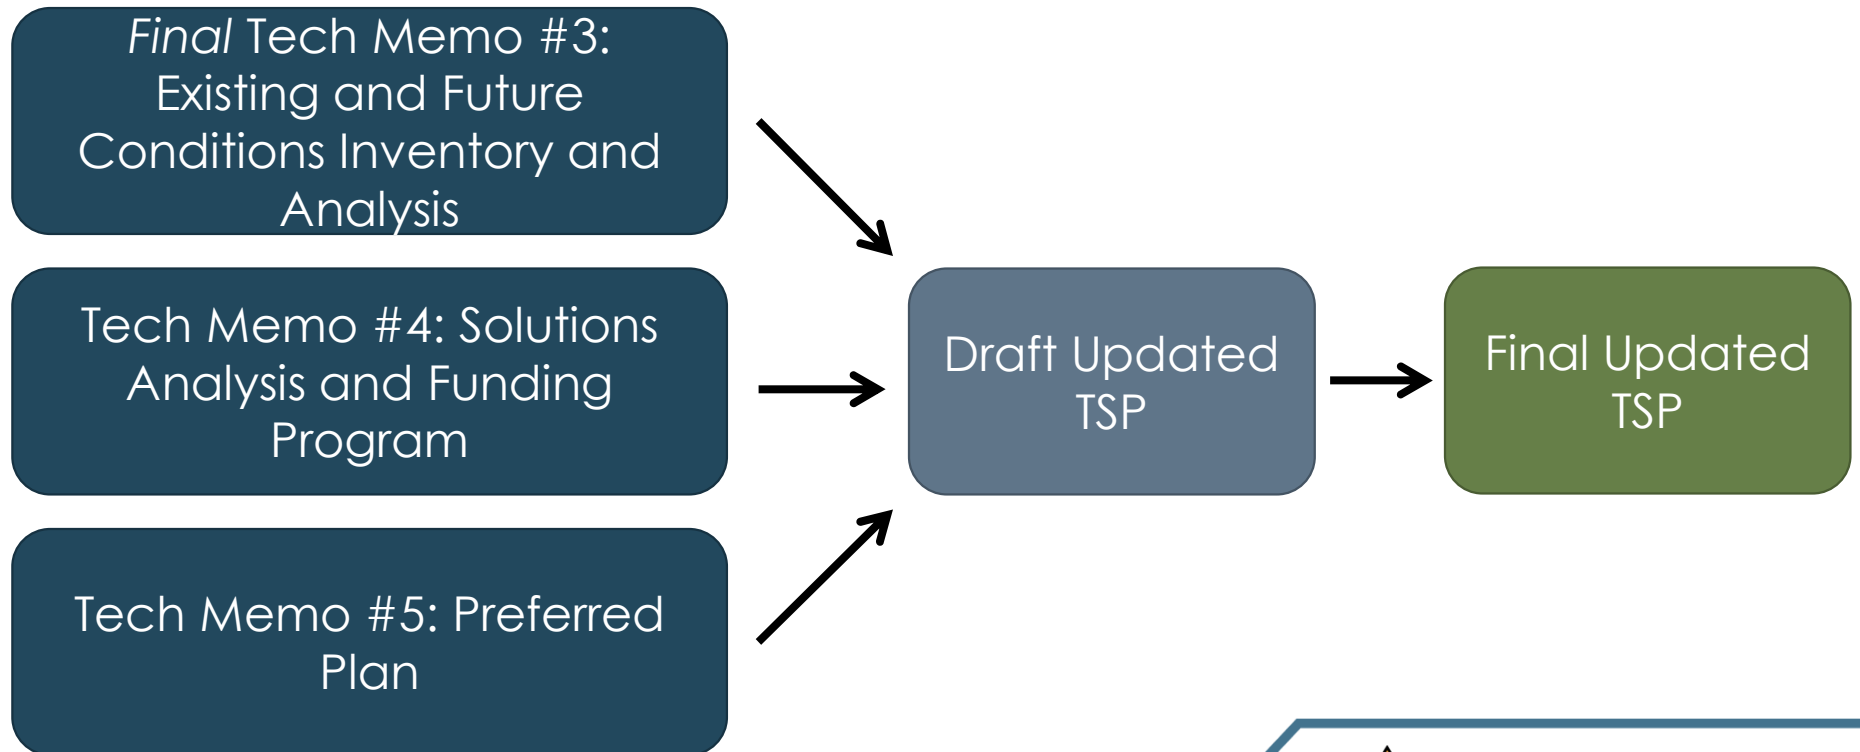 Final Tech Memo #3:
Existing and Future
Conditions Inventory and
Analysis
Tech Memo #4: Solutions
Analysis and Funding
Program
Tech Memo #5: Preferred
Plan
Draft Updated
TSP
Final Updated
TSP